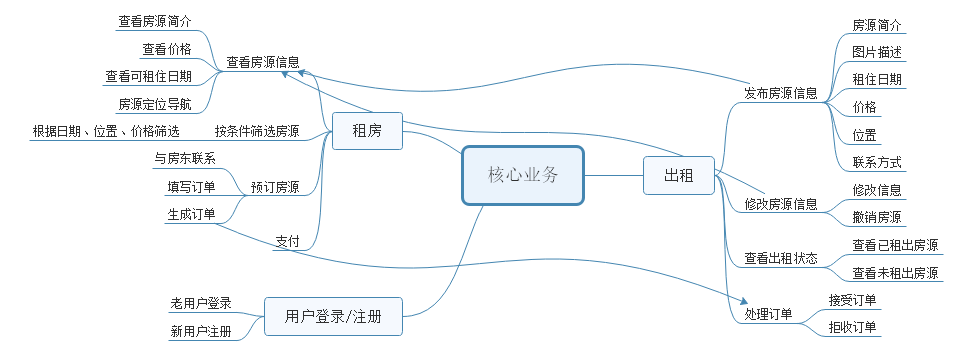 核心业务
租房
查看房源信息
查看房源简介
查看价格
查看可租住日期
房源定位导航
按条件筛选房源
根据日期、位置、价格筛选
预订房源
与房东联系
填写订单
生成订单
支付
用户登录/注册
老用户登录
新用户注册
出租
发布房源信息
房源简介
图片描述
租住日期
价格
位置
联系方式
修改房源信息
修改信息
撤销房源
查看出租状态
查看已租出房源
查看未租出房源
处理订单
接受订单
拒收订单